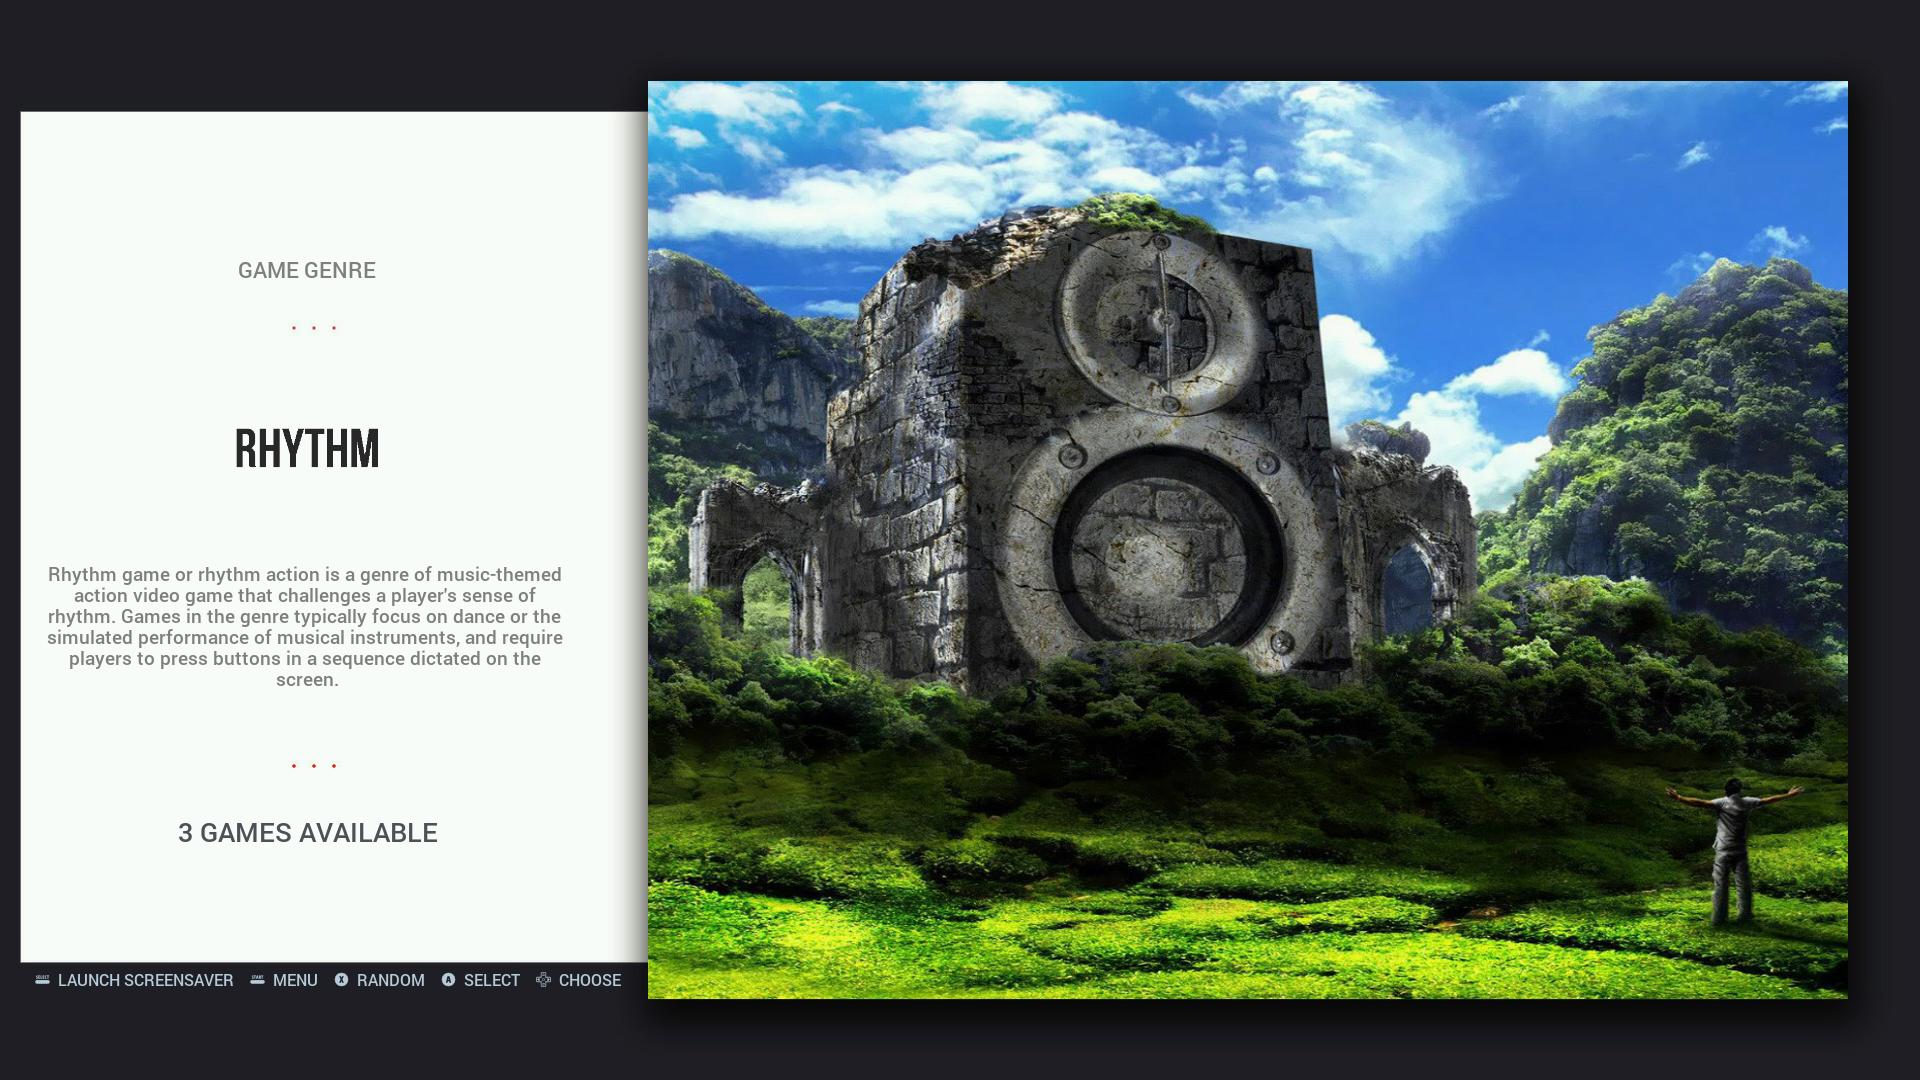 GAME GENRE
RHYTHM
Rhythm game or rhythm action is a genre of music-themed
action video game that challenges a player's sense of
rhythm. Games in the genre typically focus on dance or the
simulated performance of musical instruments, and require
players to press buttons in a sequence dictated on the
screen.
3 GAMES AVAILABLE
SELECT LAUNCH SCREENSAVER START MENU X RANDOM A SELECT CHOOSE